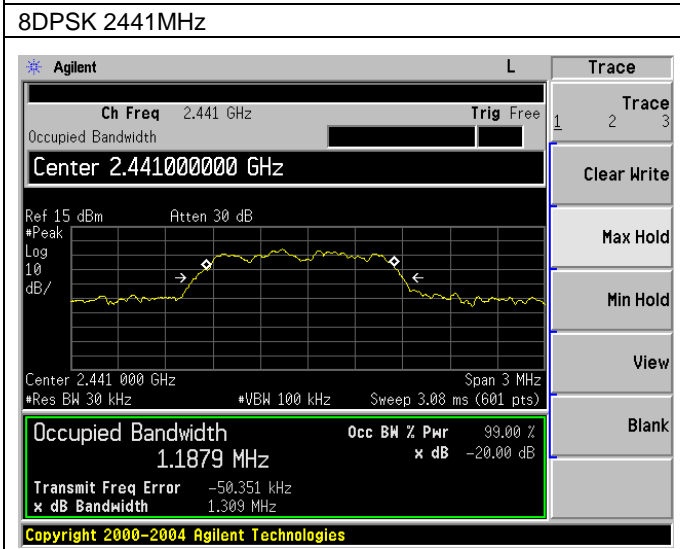 8DPSK 2441MHz
Agilent L Trace
Ch Freq 2.441 GHz Trig Free
Occupied Bandwidth
Center 2.441000000 GHz
Ref 15 dBm Atten 30 dB
#Peak
Log
10
dB/
Center 2.441 000 GHz Span 3 MHz
#Res BW 30 kHz #VBW 100 kHz Sweep 3.08 ms (601 pts)
Occupied Bandwidth Occ BW % Pwr 99.00 %
1.1879 MHz x dB -20.00 dB
Transmit Freq Error -50.351 kHz
x dB Bandwidth 1.309 MHz
Copyright 2000-2004 Agilent Technologies
Trace
1 2 3
Clear Write
Max Hold
Min Hold
View
Blank